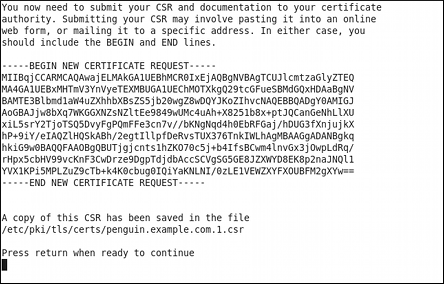 You now need to submit your CSR and documentation to your certificate
authority. Submitting your CSR may involve pasting it into an online
web form, or mailing it to a specific address. In either case, you
should include the BEGIN and END lines.
-----BEGIN NEW CERTIFICATE REQUEST-----
MIIBqjCCARMCAQAwajELMAkGA1UEBhMCR0IxEjAQBgNVBAgTCUJlcmtzaGlyZTEQ
MA4GA1UEBxMHTmV3YnVyeTEXMBUGA1UEChMOTXkgQ29tcGFueSBMdGQxHDAaBgNV
BAMTE3Blbmd1aW4uZXhhbXBsZS5jb20wgZ8wDQYJKoZIhvcNAQEBBQADgY0AMIGJ
AoGBAJjw8bXq7WKGGXNZsNZltEe9849wUMc4uAh+X8251b8x+ptJQCanGeNhLlXU
xiL5srY2TjoTSQ5DvyFgPQmFFe3cn7v//bKNgNqd4h0EbRFGaj/hDUG3fXnjujkX
hP+9iY/eIAQZlHQSkABh/2egtIllpfDeRvsTUX376TnkIWLhAgMBAAGgADANBgkq
hkiG9w0BAQQFAAOBgQBUTjgjcnts1hZKO70c5j+b4IfsBCwm4lnvGx3jOwpLdRq/
rHpx5cbHV99vcKnF3CwDrze9DgpTdjdbAccSCVgSG5GE8JZXWYD8EK8p2naJNQl1
YVX1KPi5MPLZuZ9cTb+k4K0cbug0IQiYaKNLNI/0zLE1VEWZXYFXOUBFM2gXYw==
-----END NEW CERTIFICATE REQUEST-----
A copy of this CSR has been saved in the file
/etc/pki/tls/certs/penguin.example.com.1.csr
Press return when ready to continue